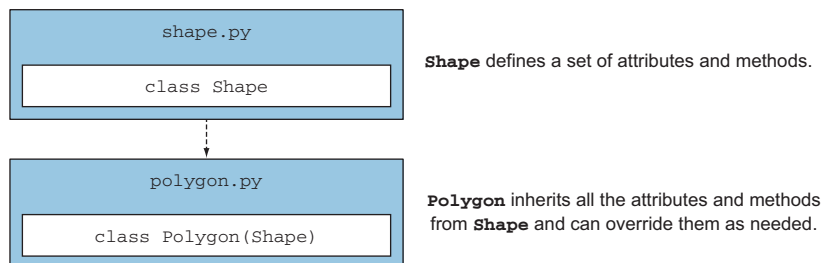 shape.py
class Shape
Shape defines a set of attributes and methods.
polygon.py
class Polygon(Shape)
Polygon inherits all the attributes and methods
from Shape and can override them as needed.